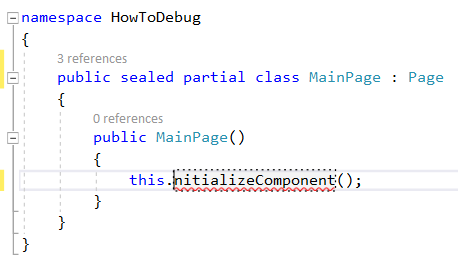 namespace HowToDebug
{
3 references
public sealed partial class MainPage : Page
{
0 references
public MainPage()
{
this.nitializeComponent();
}
}
}